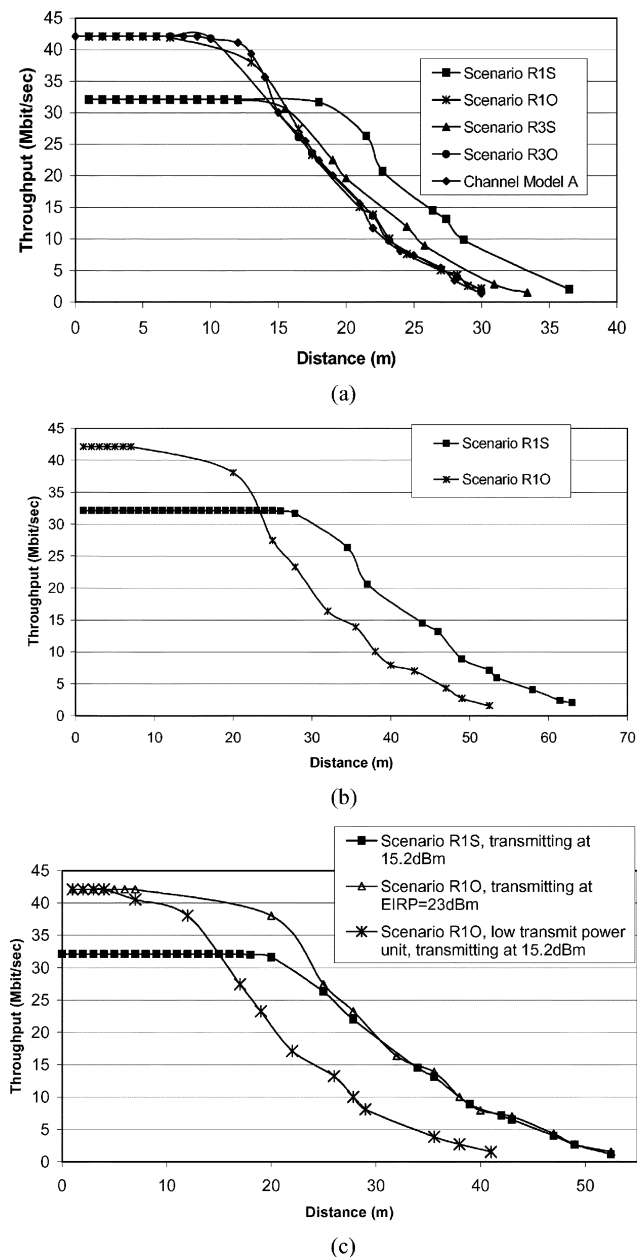 45
40
35
30
25
20
15
10
5
0
Throughput (Mbit/sec)
Scenario R1S
Scenario R1O
Scenario R3S
Scenario R3O
Channel Model A
0 5 10 15 20 25 30 35 40
Distance (m)
(a)
45
40
35
30
25
20
15
10
5
0
Throughput (Mbit/sec)
Scenario R1S
Scenario R1O
0 10 20 30 40 50 60 70
Distance (m)
(b)
Scenario R1S, transmitting at
15.2dBm
Scenario R1O, transmitting at
EIRP=23dBm
Scenario R1O, low transmit power
unit, transmitting at 15.2dBm
45
40
35
30
25
20
15
10
5
0
Throughput (Mbit/sec)
0 10 20 30 40 50
Distance (m)
(c)